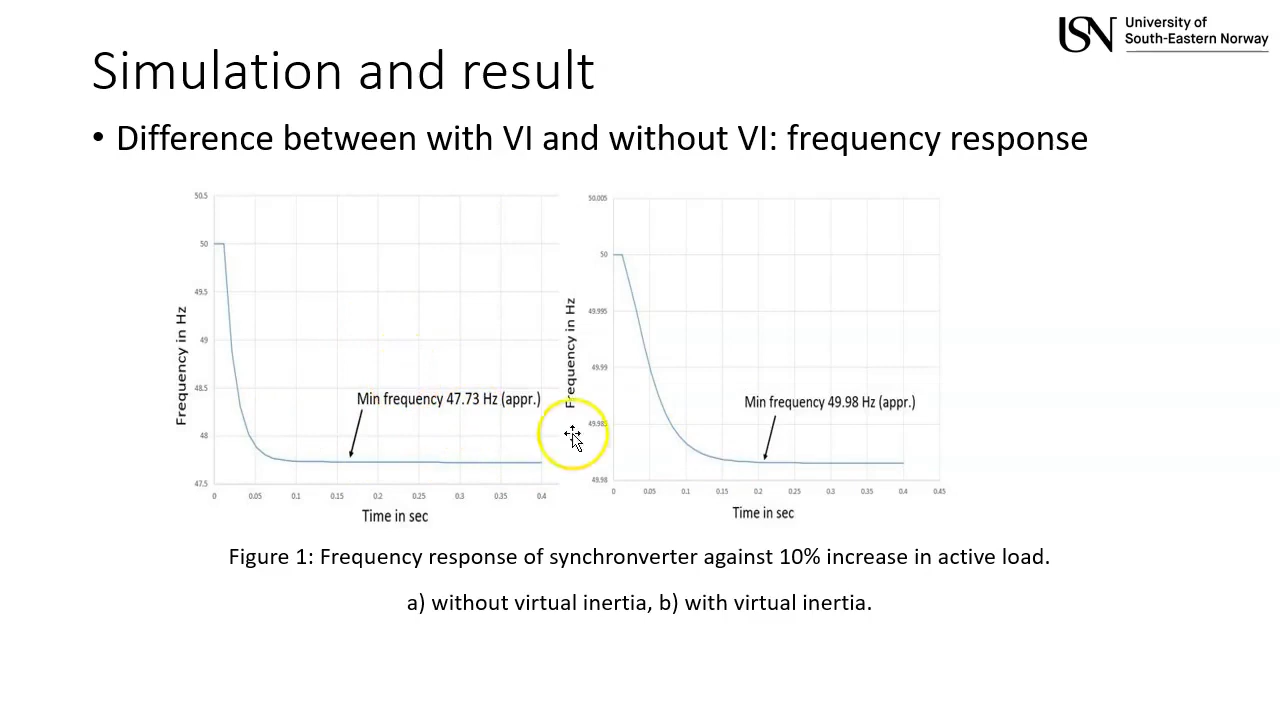 USN University of
South-Eastern Norway
Simulation and result
• Difference between with VI and without VI: frequency response
50.5
50
49.5
49
48.5
48
47.5
Frequency in Hz
Min frequency 47.73 Hz (appr.)
0 0.05 0.1 0.15 0.2 0.25 0.3 0.35 0.4
Time in sec
50.005
50
49.995
49.99
49.985
49.98
Frequency in Hz
Min frequency 49.98 Hz (appr.)
0 0.05 0.1 0.15 0.2 0.25 0.3 0.35 0.4 0.45
Time in sec
Figure 1: Frequency response of synchronverter against 10% increase in active load.
a) without virtual inertia, b) with virtual inertia.